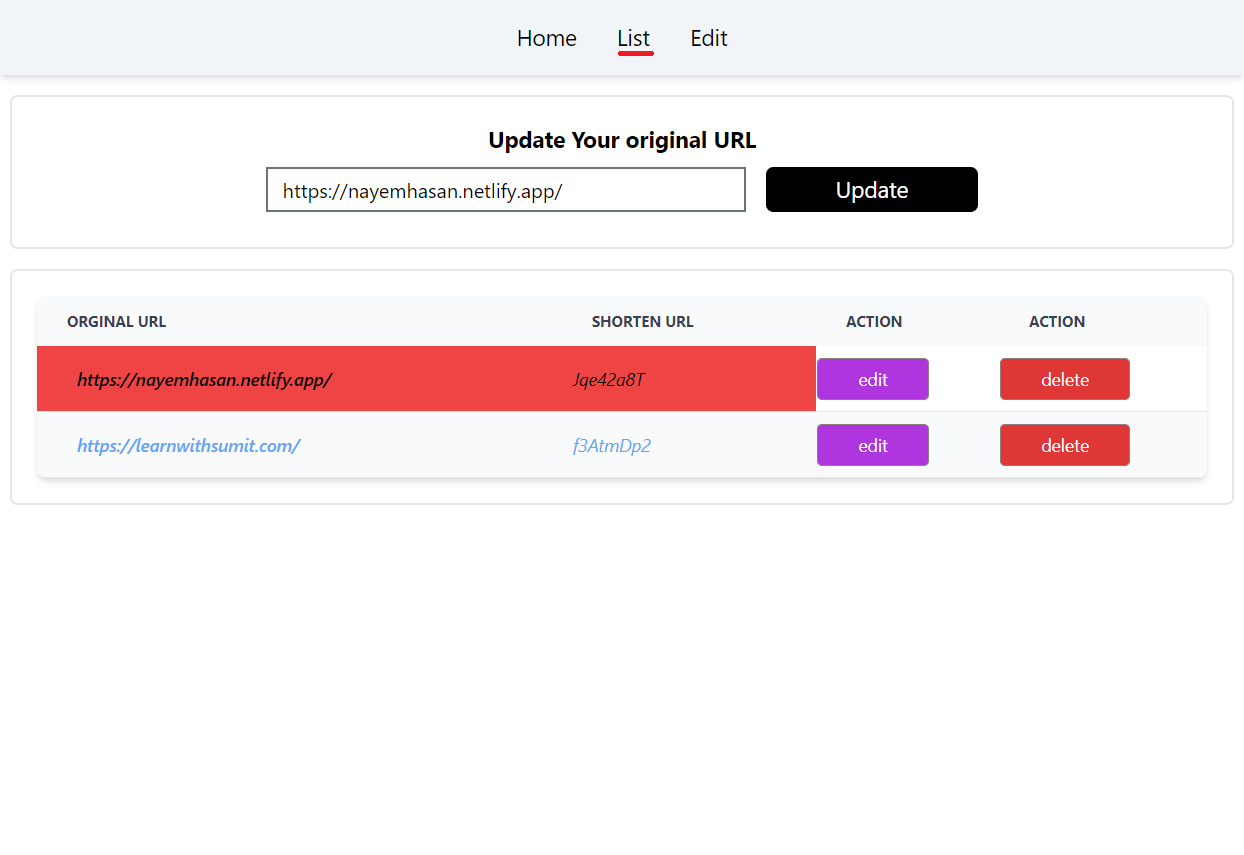 Home List Edit
Update Your original URL
https://nayemhasan.netlify.app/ Update
ORGINAL URL SHORTEN URL ACTION ACTION
https://nayemhasan.netlify.app/ Jqe42a8T edit delete
https://learnwithsumit.com/ f3AtmDp2 edit delete